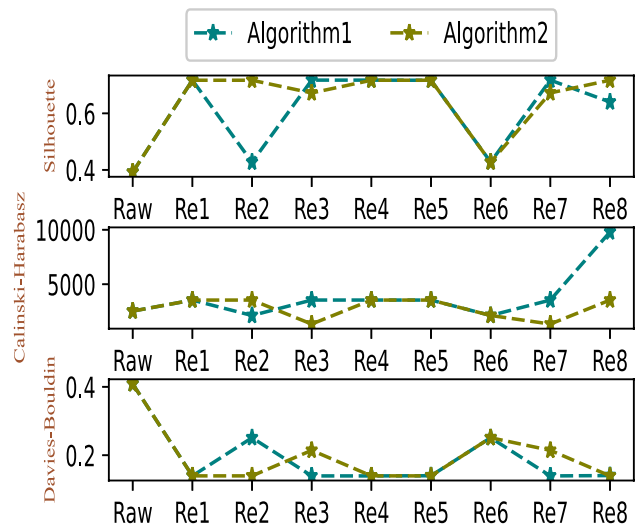 Algorithm1 Algorithm2
Silhouette
0.6
0.4
Raw Re1 Re2 Re3 Re4 Re5 Re6 Re7 Re8
Calinski-Harabasz
10000
5000
Raw Re1 Re2 Re3 Re4 Re5 Re6 Re7 Re8
Davies-Bouldin
0.4
0.2
Raw Re1 Re2 Re3 Re4 Re5 Re6 Re7 Re8